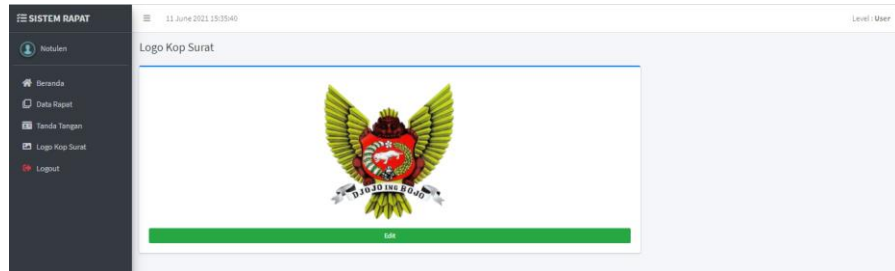 SISTEM RAPAT
11 June 2021 15:35:40
Level : User
Notulen
Logo Kop Surat
Beranda
Data Rapat
Tanda Tangan
Logo Kop Surat
Logout
DJOJO ING BOJO
Edit